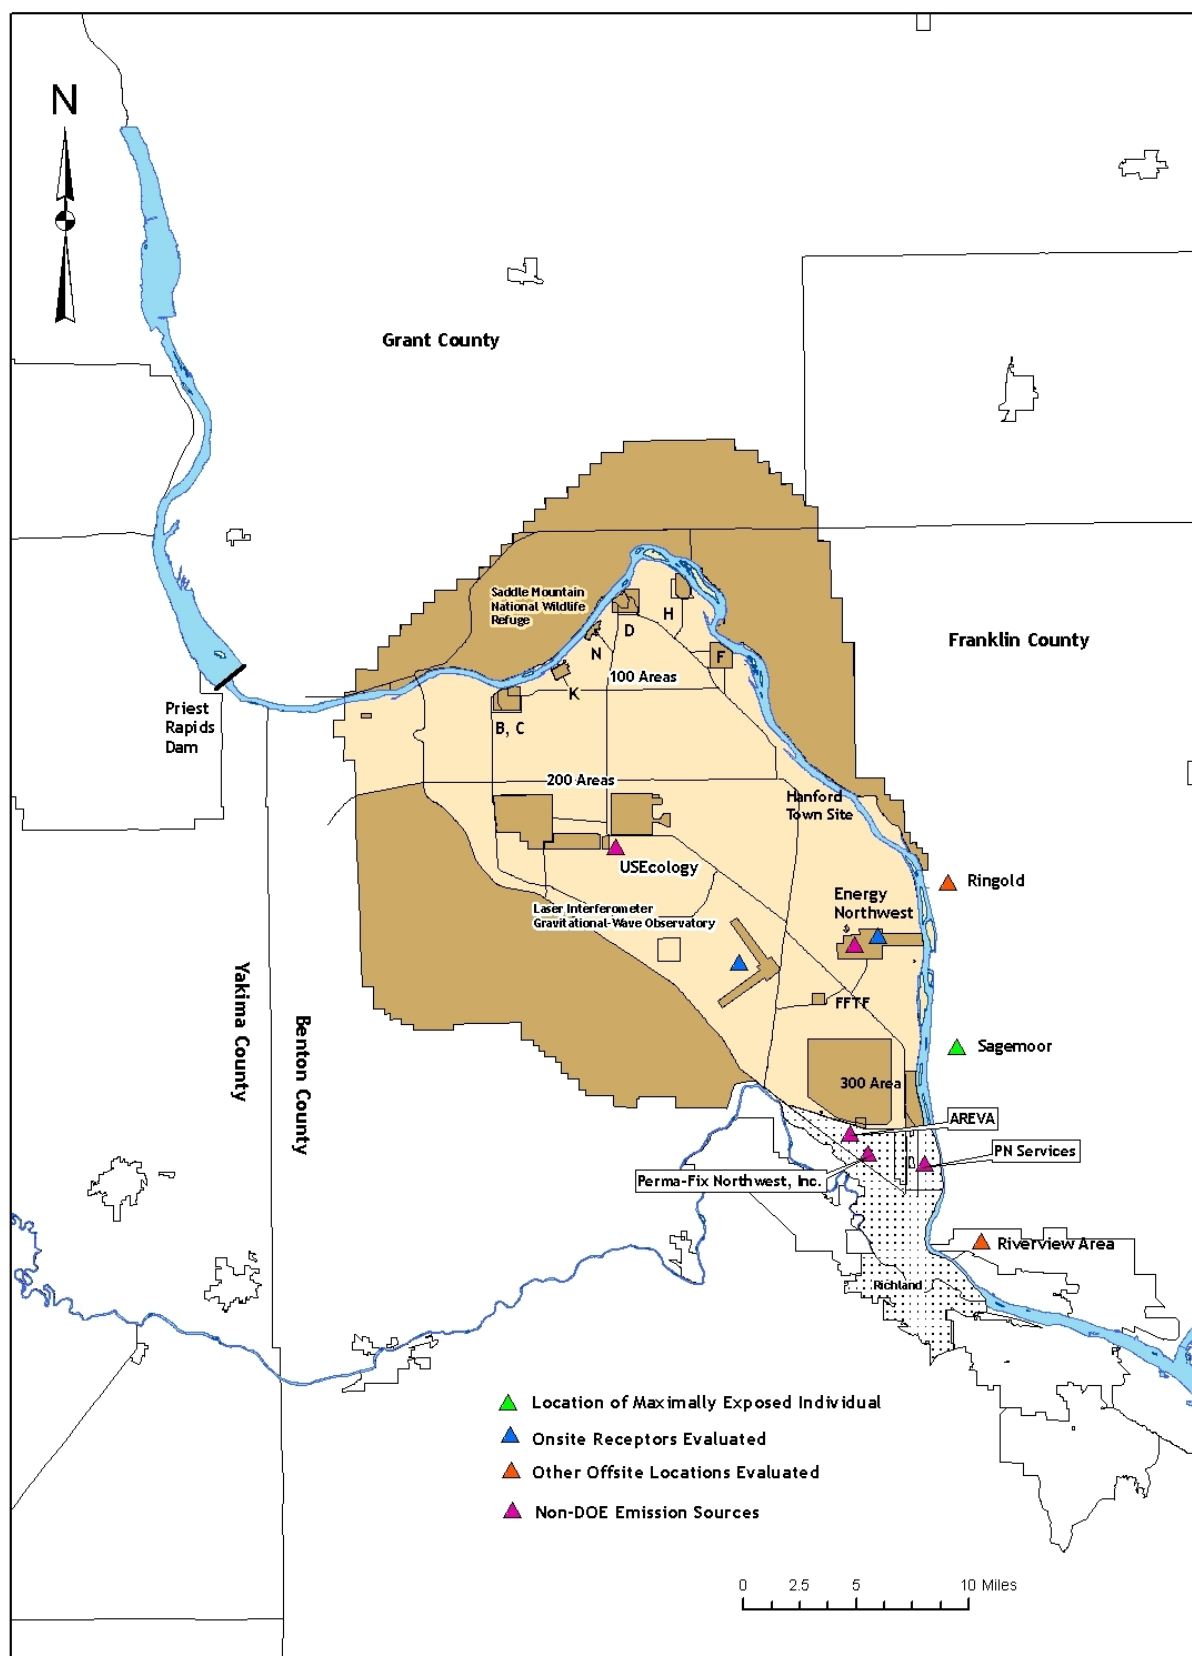 N
Grant County
Saddle Mountain
National Wildlife
Refuge
H
D
Franklin County
N
F
100 Areas
K
Priest
Rapids
Dam
B, C
200 Areas
Hanford
Town Site
USEcology
Ringold
Energy
Northwest
Laser Interferometer
Gravitational-Wave Observatory
Yakima County
Benton County
FFTF
Sagemoor
300 Area
AREVA
PN Services
Perma-Fix Northwest, Inc.
Riverview Area
Richland
Location of Maximally Exposed Individual
Onsite Receptors Evaluated
Other Offsite Locations Evaluated
Non-DOE Emission Sources
0 2.5 5 10 Miles